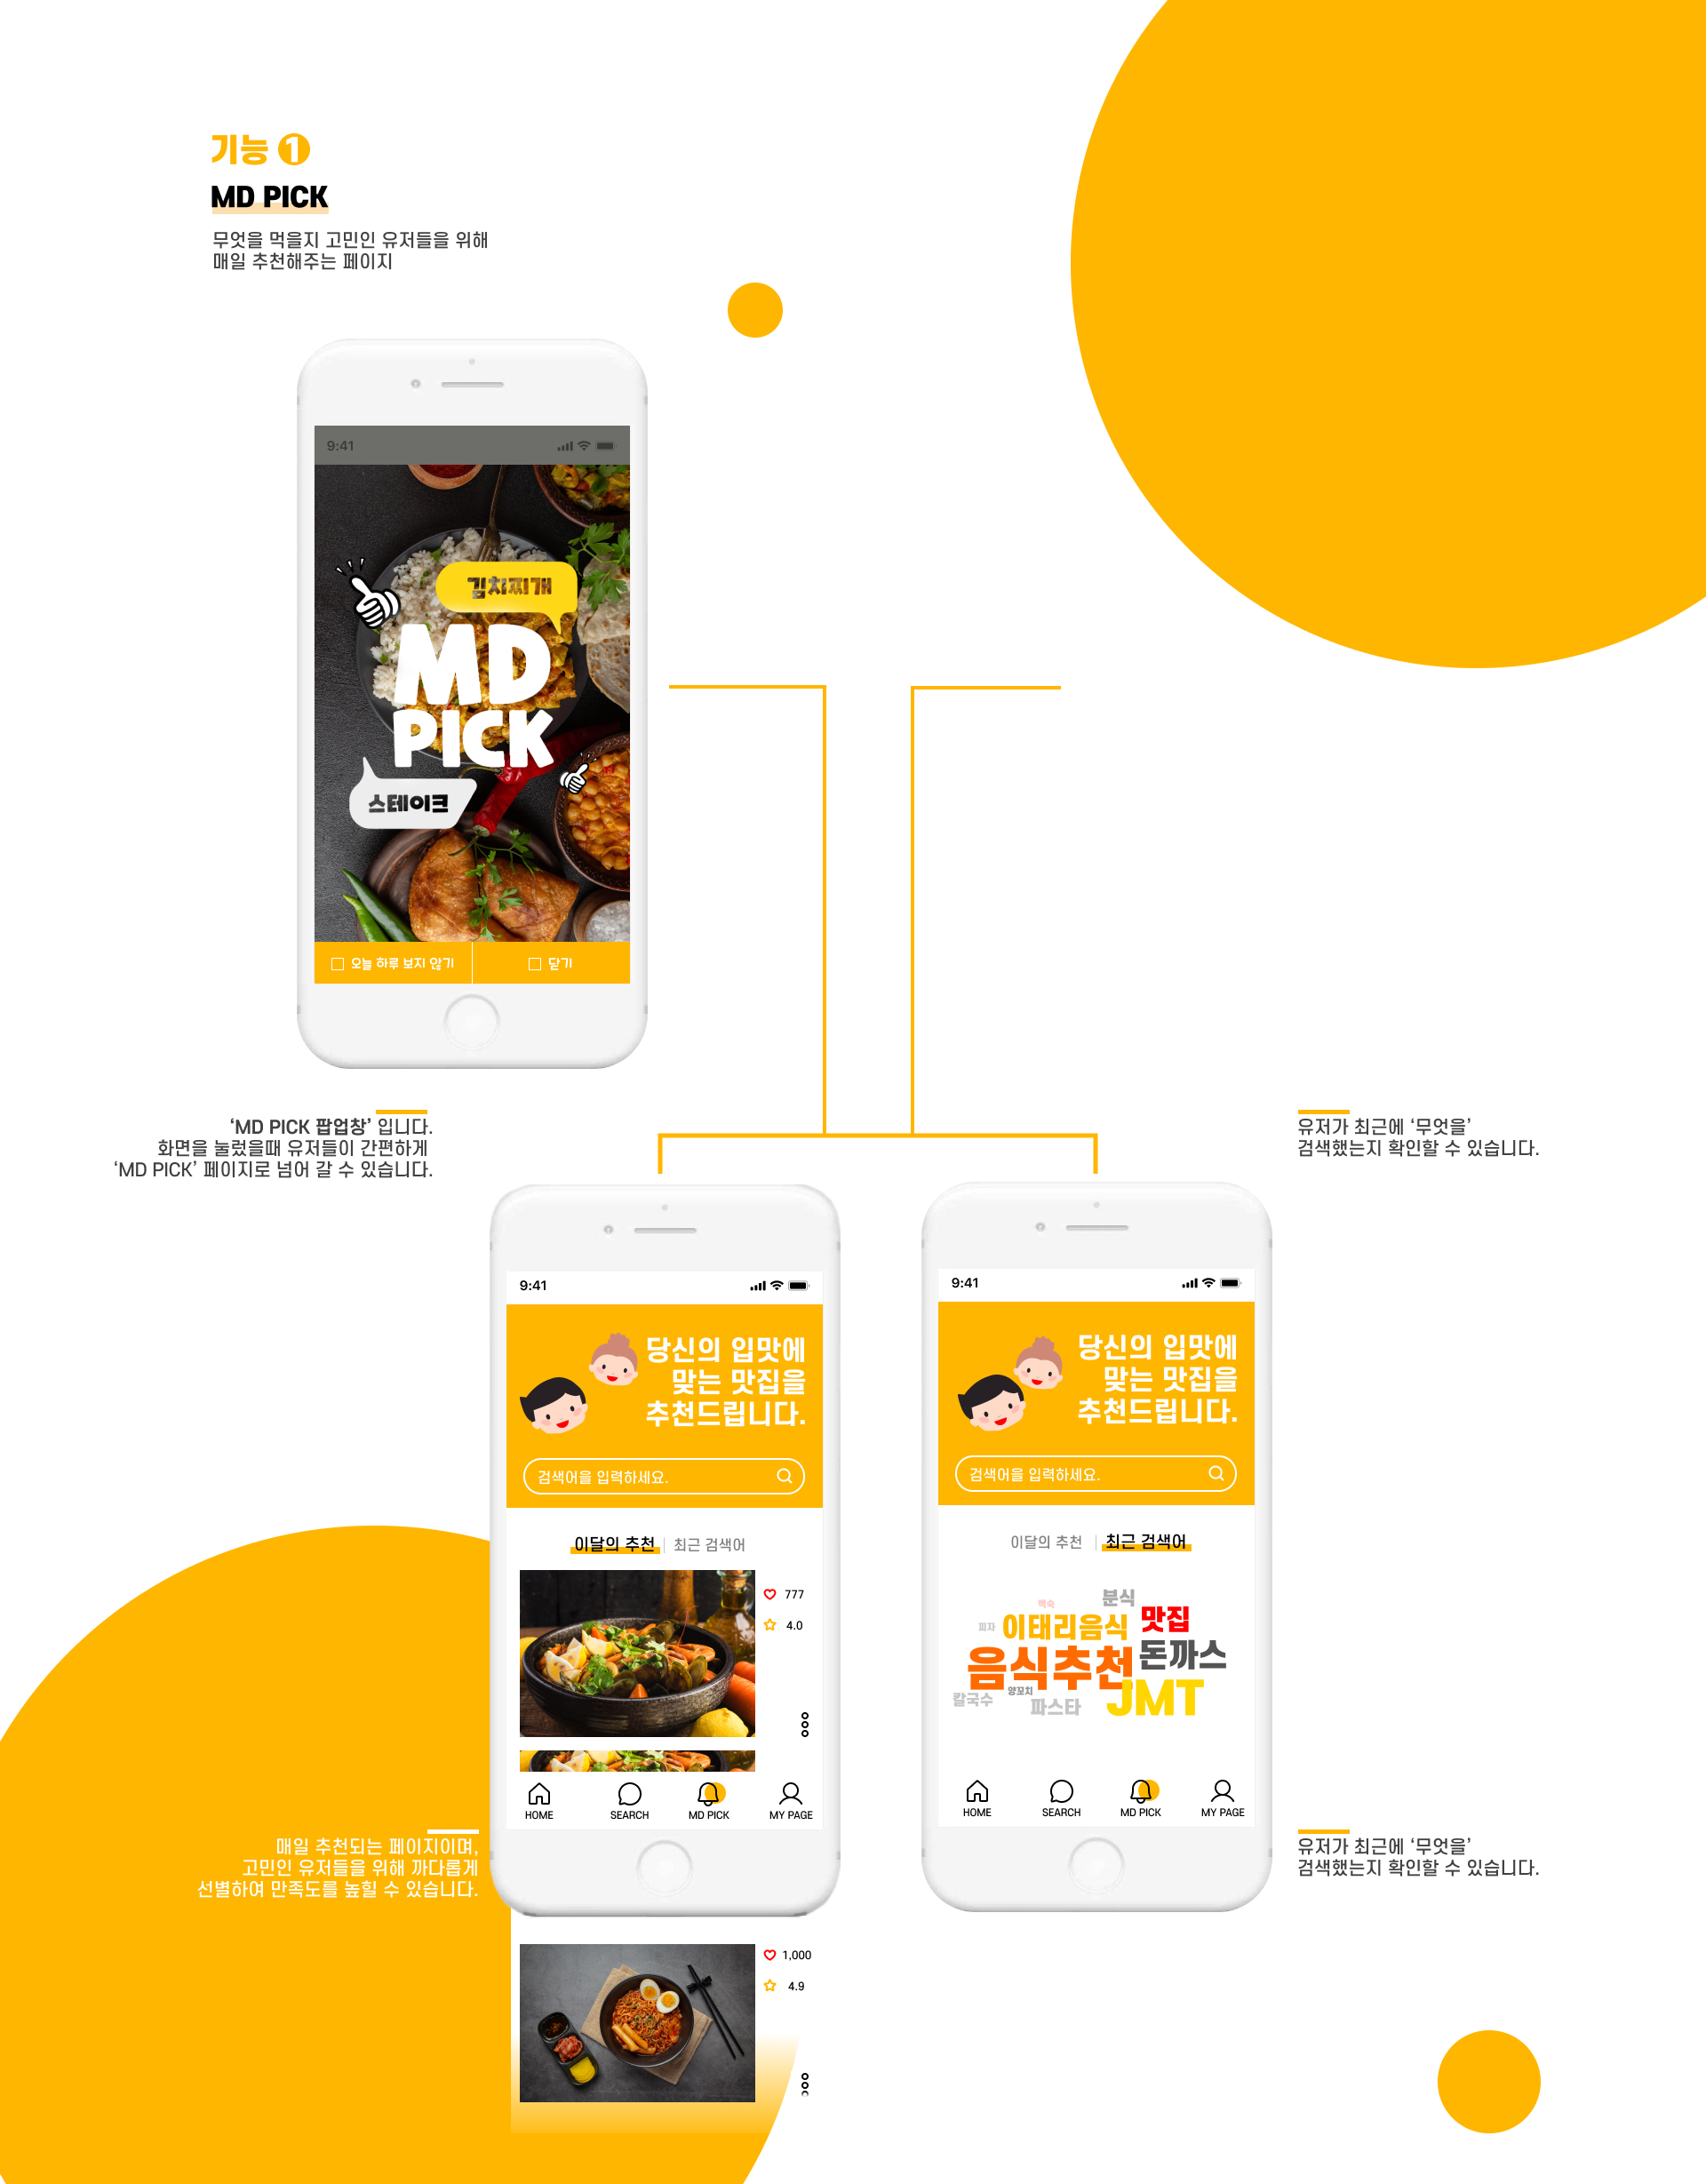 기능 1
MD PICK
무엇을 먹을지 고민인 유저들을 위해
매일 추천해주는 페이지
9:41
김치찌개
MD
PICK
스테이크
오늘 하루 보지 않기
닫기
‘MD PICK 팝업창’ 입니다.
화면을 눌렀을때 유저들이 간편하게
‘MD PICK’ 페이지로 넘어 갈 수 있습니다.
유저가 최근에 ‘무엇을’
검색했는지 확인할 수 있습니다.
9:41
당신의 입맛에
맞는 맛집을
추천드립니다.
검색어을 입력하세요.
이달의 추천 | 최근 검색어
777
4.0
HOME SEARCH MD PICK MY PAGE
9:41
당신의 입맛에
맞는 맛집을
추천드립니다.
검색어을 입력하세요.
이달의 추천 | 최근 검색어
백숙
분식
피자
이태리음식
맛집
음식추천
돈까스
칼국수
양꼬치
파스타
JMT
HOME SEARCH MD PICK MY PAGE
매일 추천되는 페이지이며,
고민인 유저들을 위해 까다롭게
선별하여 만족도를 높힐 수 있습니다.
유저가 최근에 ‘무엇을’
검색했는지 확인할 수 있습니다.
1,000
4.9